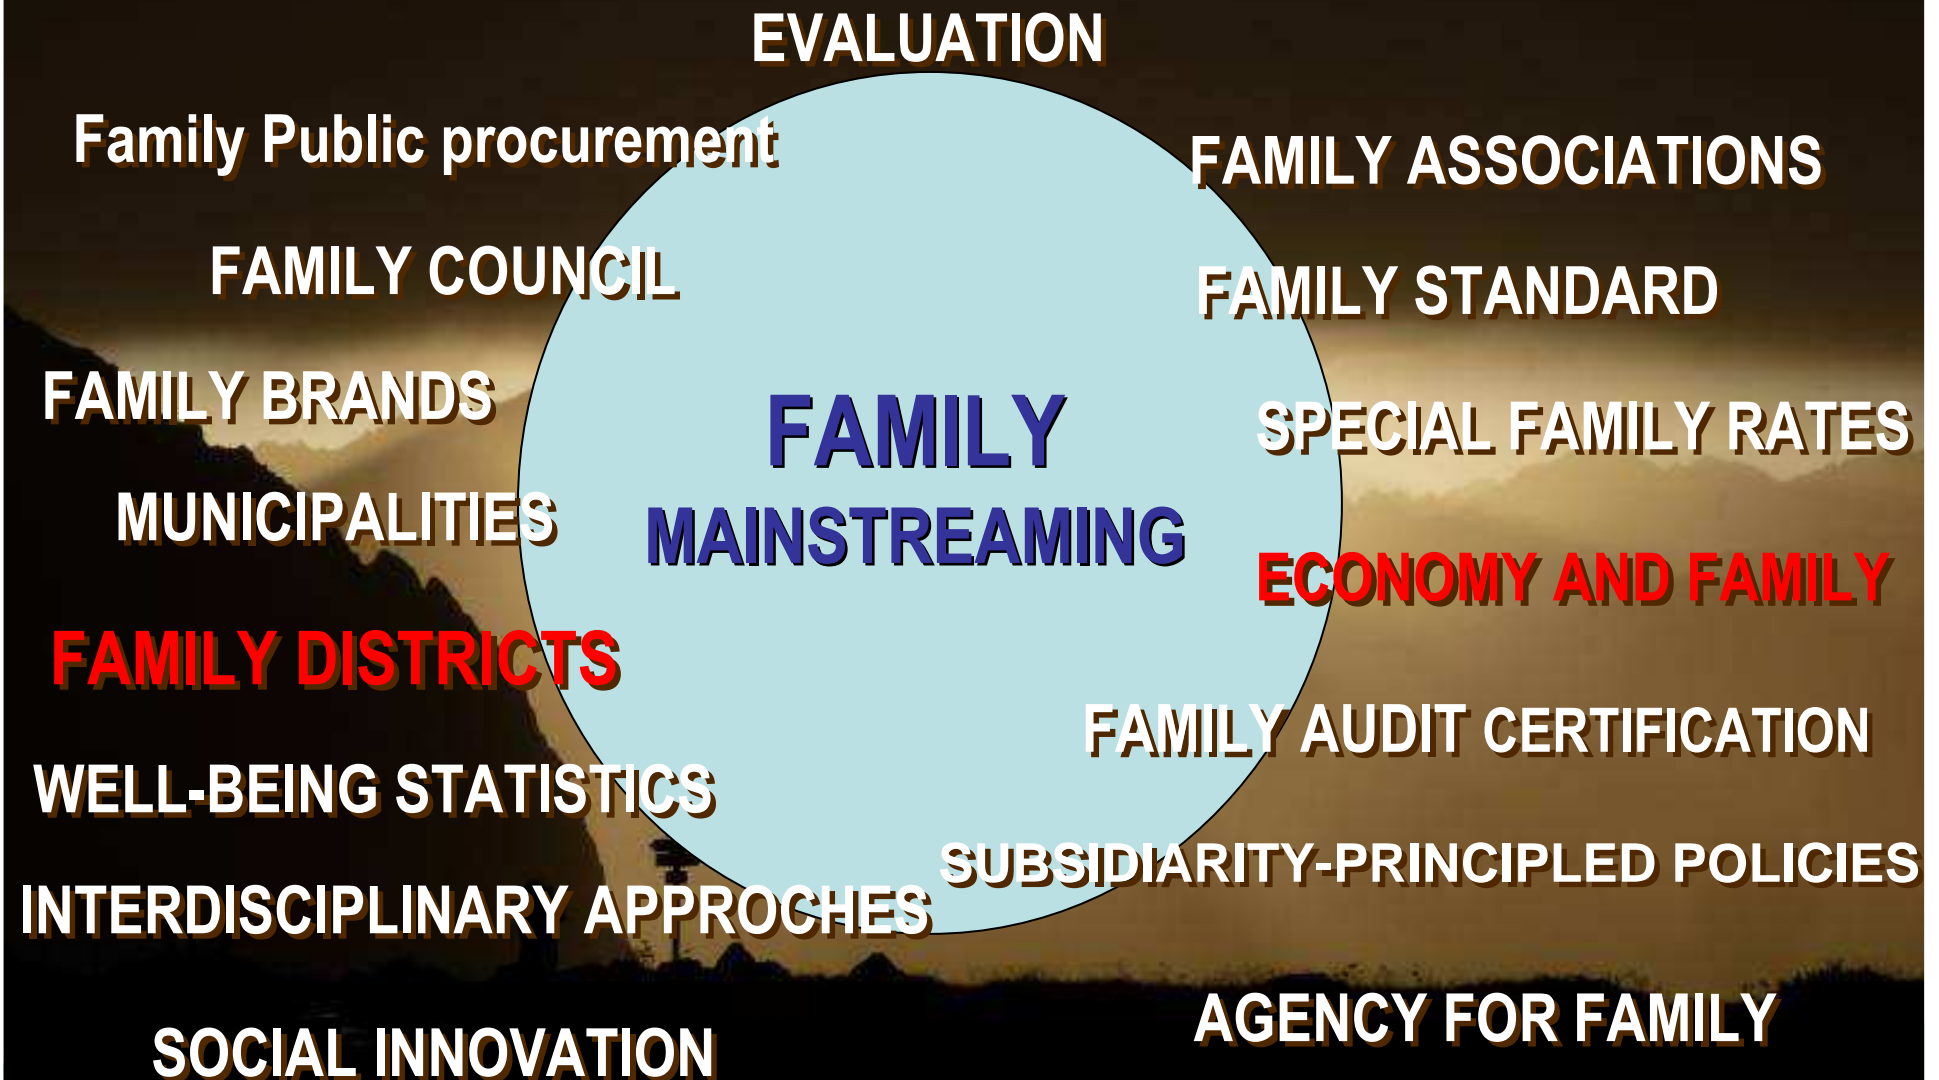 EVALUATION
Family Public procurement
FAMILY ASSOCIATIONS
FAMILY COUNCIL
FAMILY STANDARD
FAMILY BRANDS
FAMILY
MAINSTREAMING
SPECIAL FAMILY RATES
MUNICIPALITIES
ECONOMY AND FAMILY
FAMILY DISTRICTS
FAMILY AUDIT CERTIFICATION
WELL-BEING STATISTICS
SUBSIDIARITY-PRINCIPLED POLICIES
INTERDISCIPLINARY APPROCHES
AGENCY FOR FAMILY
SOCIAL INNOVATION